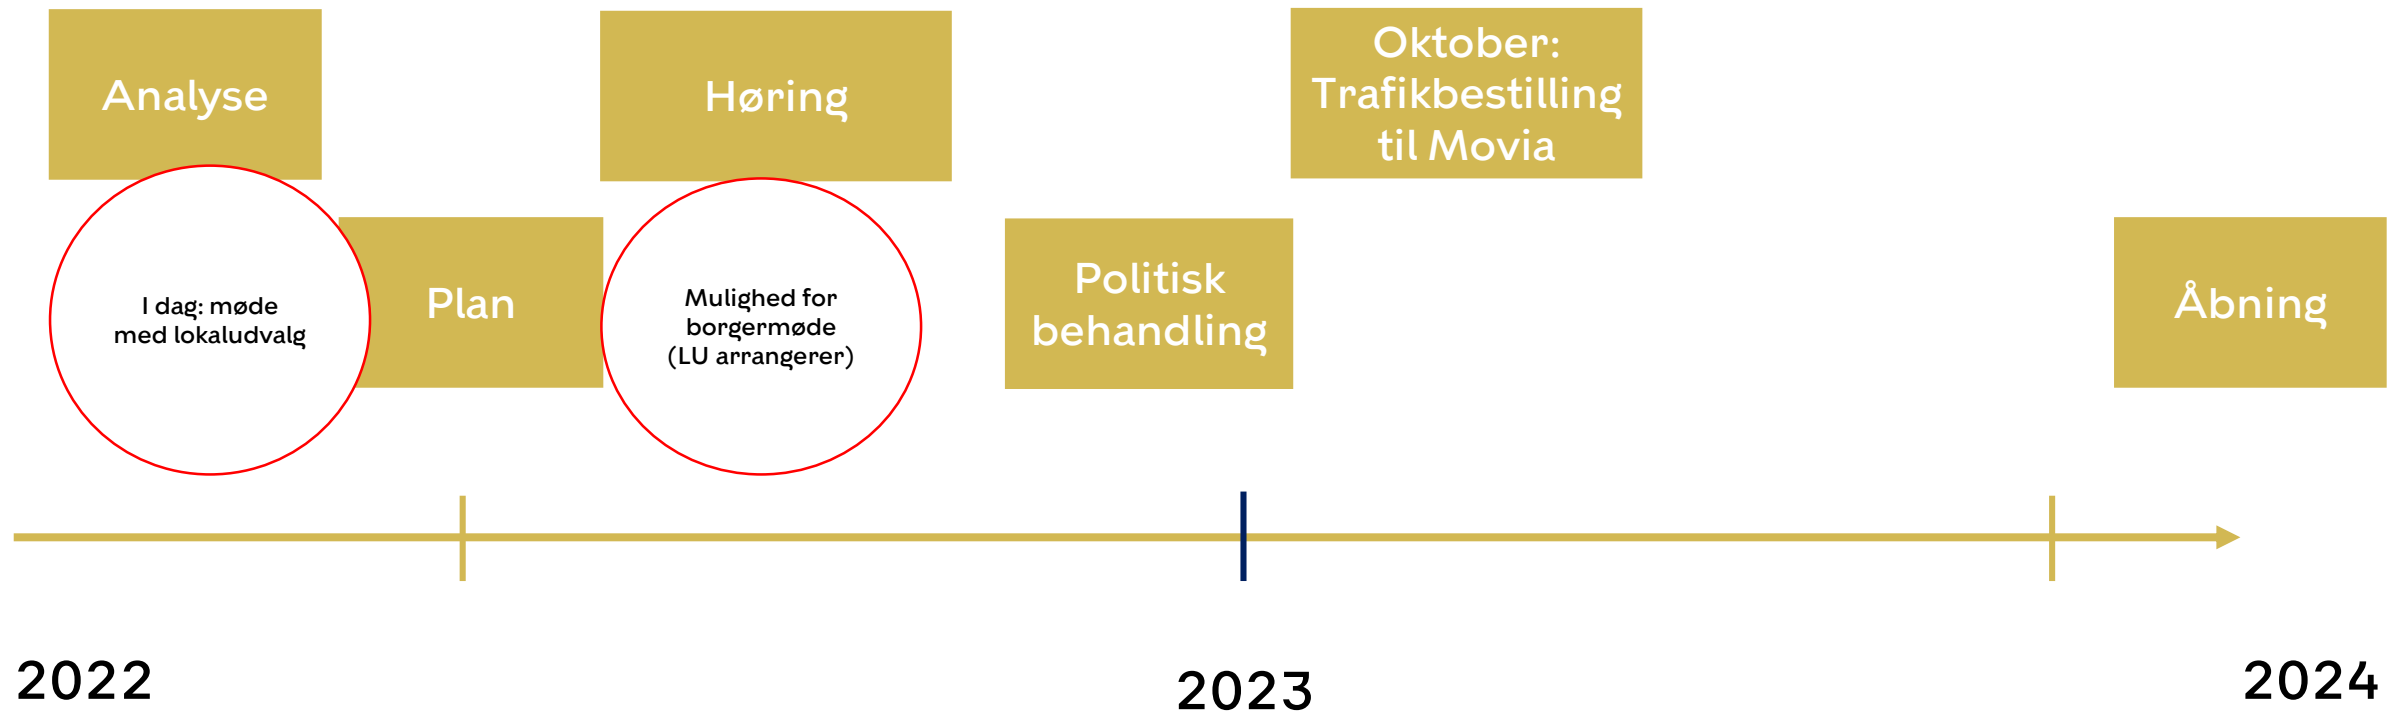 Analyse
Høring
Oktober:
Trafikbestilling
til Movia
I dag: møde
med lokaludvalg
Plan
Mulighed for
borgermøde
(LU arrangerer)
Politisk
behandling
Åbning
2022
2023
2024